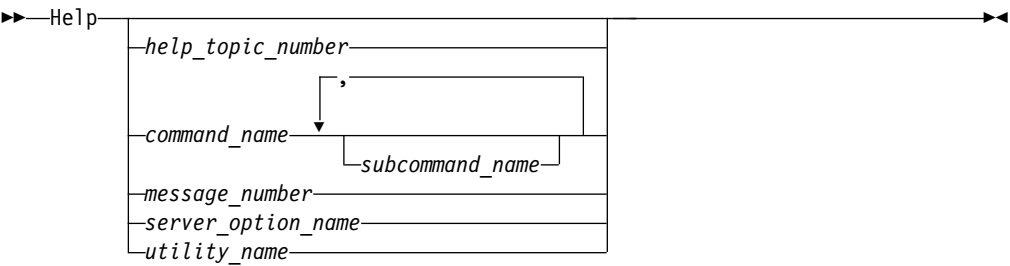 Help
help_topic_number
,
command_name
subcommand_name
message_number
server_option_name
utility_name